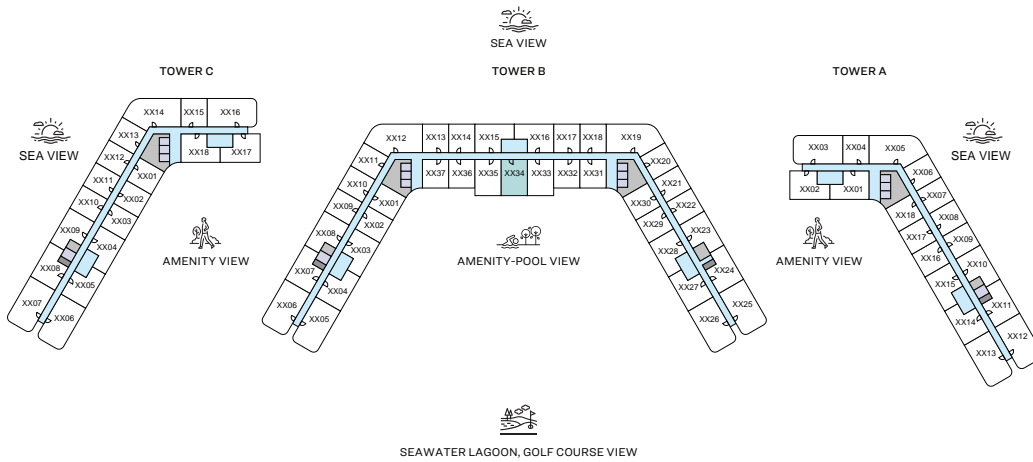 SEA VIEW
TOWER C
TOWER B
TOWER A
SEA VIEW
XX14
XX15
XX16
XX13
XX12
XX11
XX10
XX09
XX08
XX07
XX18
XX17
XX01
XX02
XX03
XX04
XX05
XX06
AMENITY VIEW
XX12
XX13
XX14
XX15
XX16
XX17
XX18
XX19
XX11
XX10
XX09
XX08
XX07
XX06
XX37
XX36
XX35
XX34
XX33
XX32
XX31
XX01
XX02
XX03
XX04
XX05
XX20
XX21
XX22
XX23
XX24
XX25
XX30
XX29
XX28
XX27
XX26
AMENITY-POOL VIEW
XX03
XX04
XX05
XX02
XX01
XX06
XX07
XX08
XX09
XX10
XX11
XX12
XX18
XX17
XX16
XX15
XX14
XX13
AMENITY VIEW
SEA VIEW
SEAWATER LAGOON, GOLF COURSE VIEW